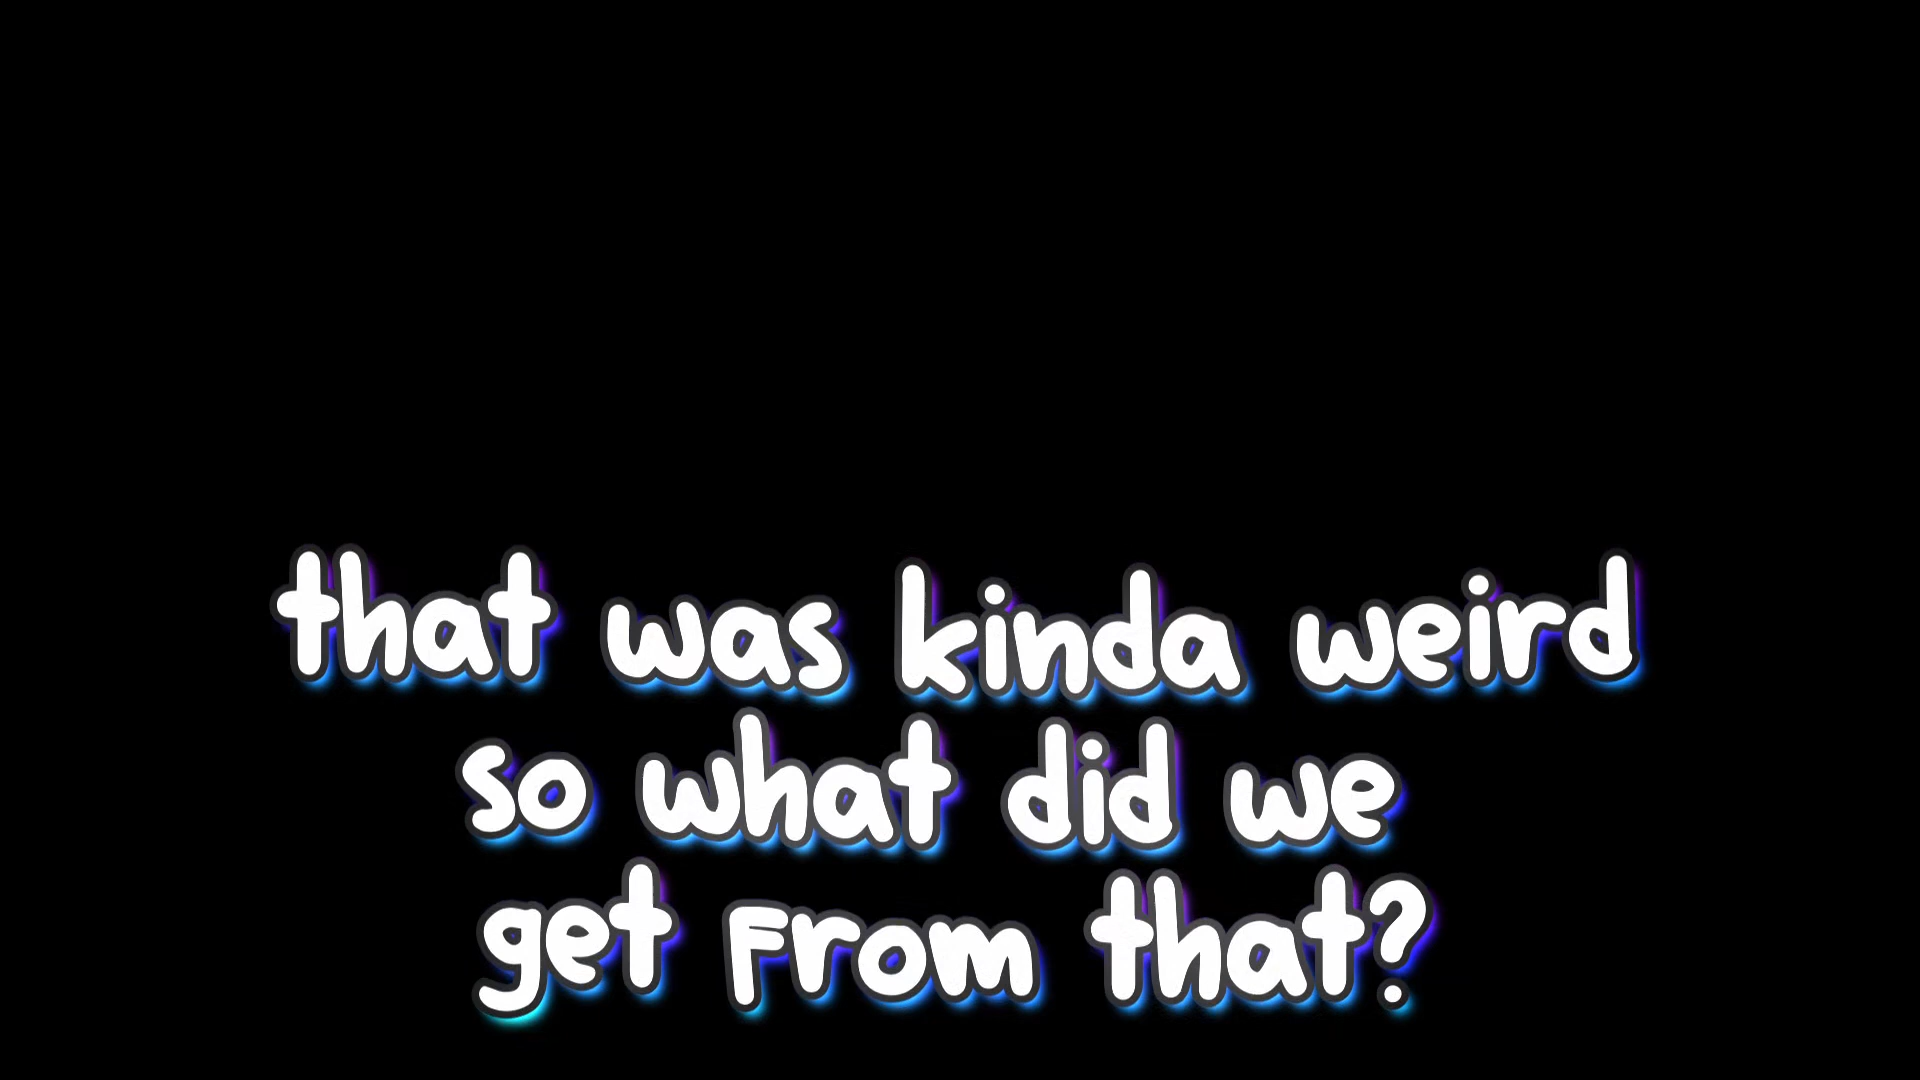 that was kinda weird
so what did we
get from that?